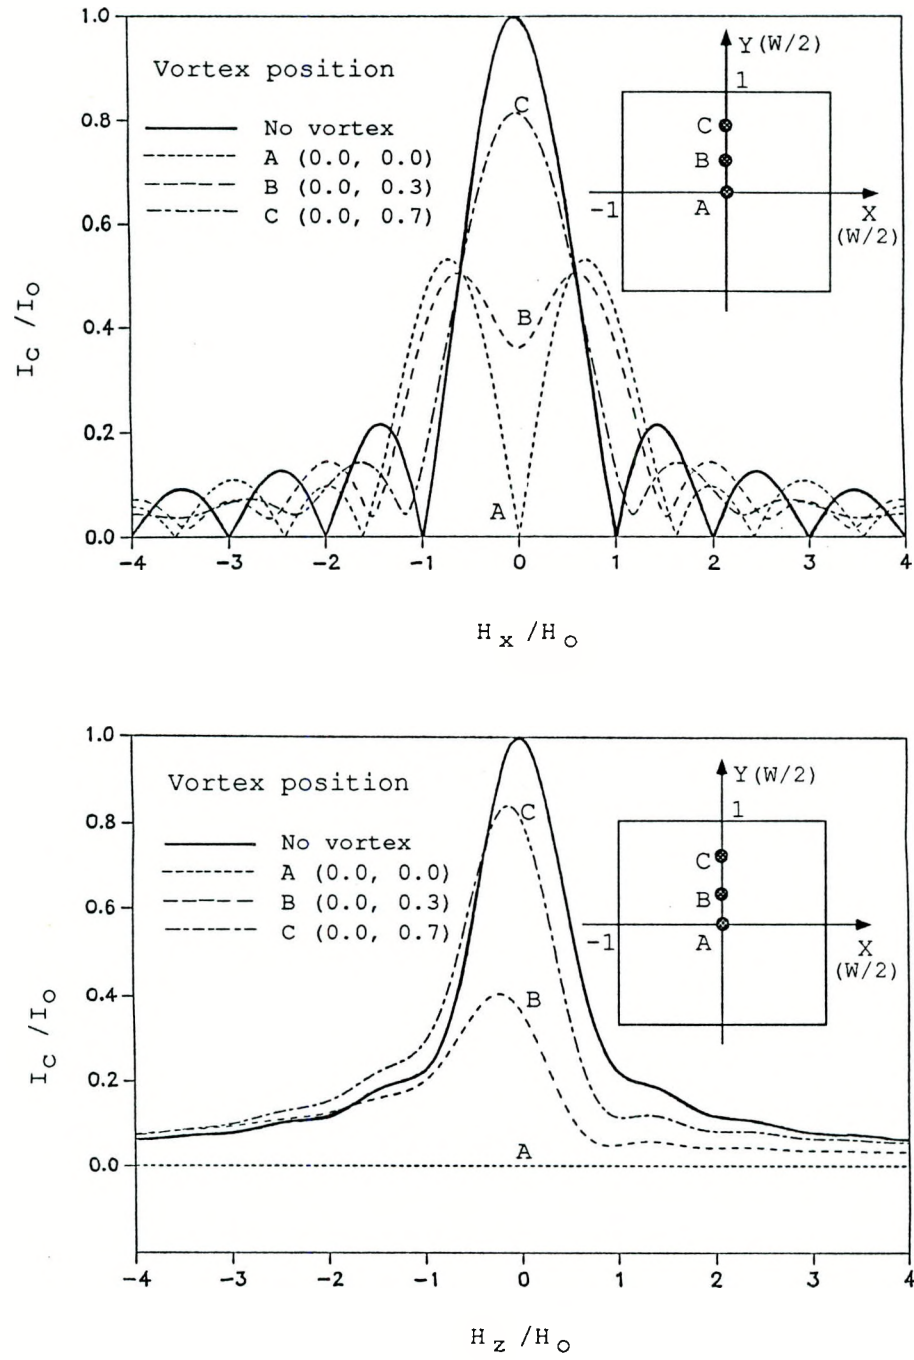 1.0
0.8
0.6
0.4
0.2
0.0
I_C /I_O
Vortex position
No vortex
A (0.0, 0.0)
B (0.0, 0.3)
C (0.0, 0.7)
C
B
A
Y(W/2)
1
C
B
A
-1
X
(W/2)
-4 -3 -2 -1 0 1 2 3 4
H_x /H_O
1.0
0.8
0.6
0.4
0.2
0.0
I_C /I_O
Vortex position
No vortex
A (0.0, 0.0)
B (0.0, 0.3)
C (0.0, 0.7)
C
B
A
Y(W/2)
1
C
B
A
-1
X
(W/2)
-4 -3 -2 -1 0 1 2 3 4
H_z /H_O